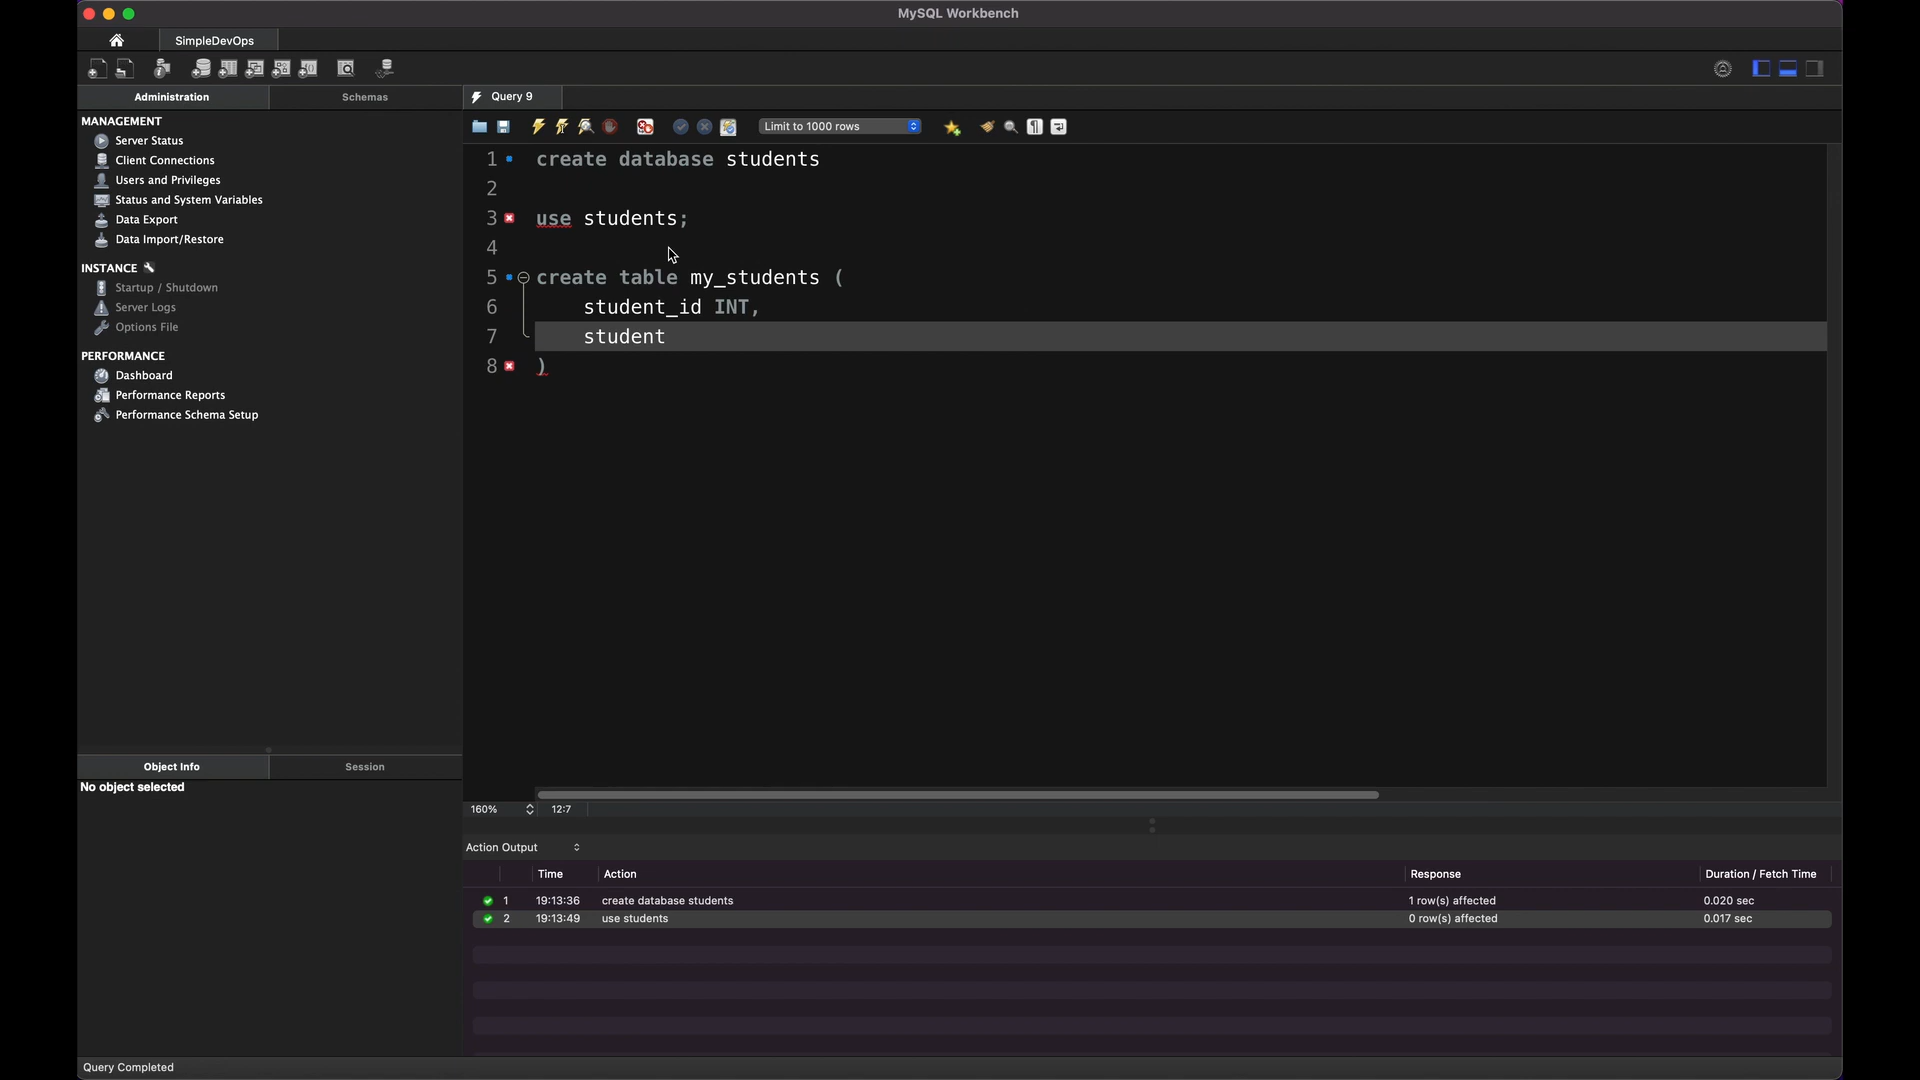 MySQL Workbench
SimpleDevOps
Administration
Schemas
MANAGEMENT
Server Status
Client Connections
Users and Privileges
Status and System Variables
Data Export
Data Import/Restore
INSTANCE
Startup / Shutdown
Server Logs
Options File
PERFORMANCE
Dashboard
Performance Reports
Performance Schema Setup
Object Info
Session
No object selected
Query 9
Limit to 1000 rows
1 create database students
2
3 use students;
4
5 create table my_students (
6 student_id INT,
7 student
8 )
160% 12:7
Action Output
Time Action Response Duration / Fetch Time
1 19:13:36 create database students 1 row(s) affected 0.020 sec
2 19:13:49 use students 0 row(s) affected 0.017 sec
Query Completed